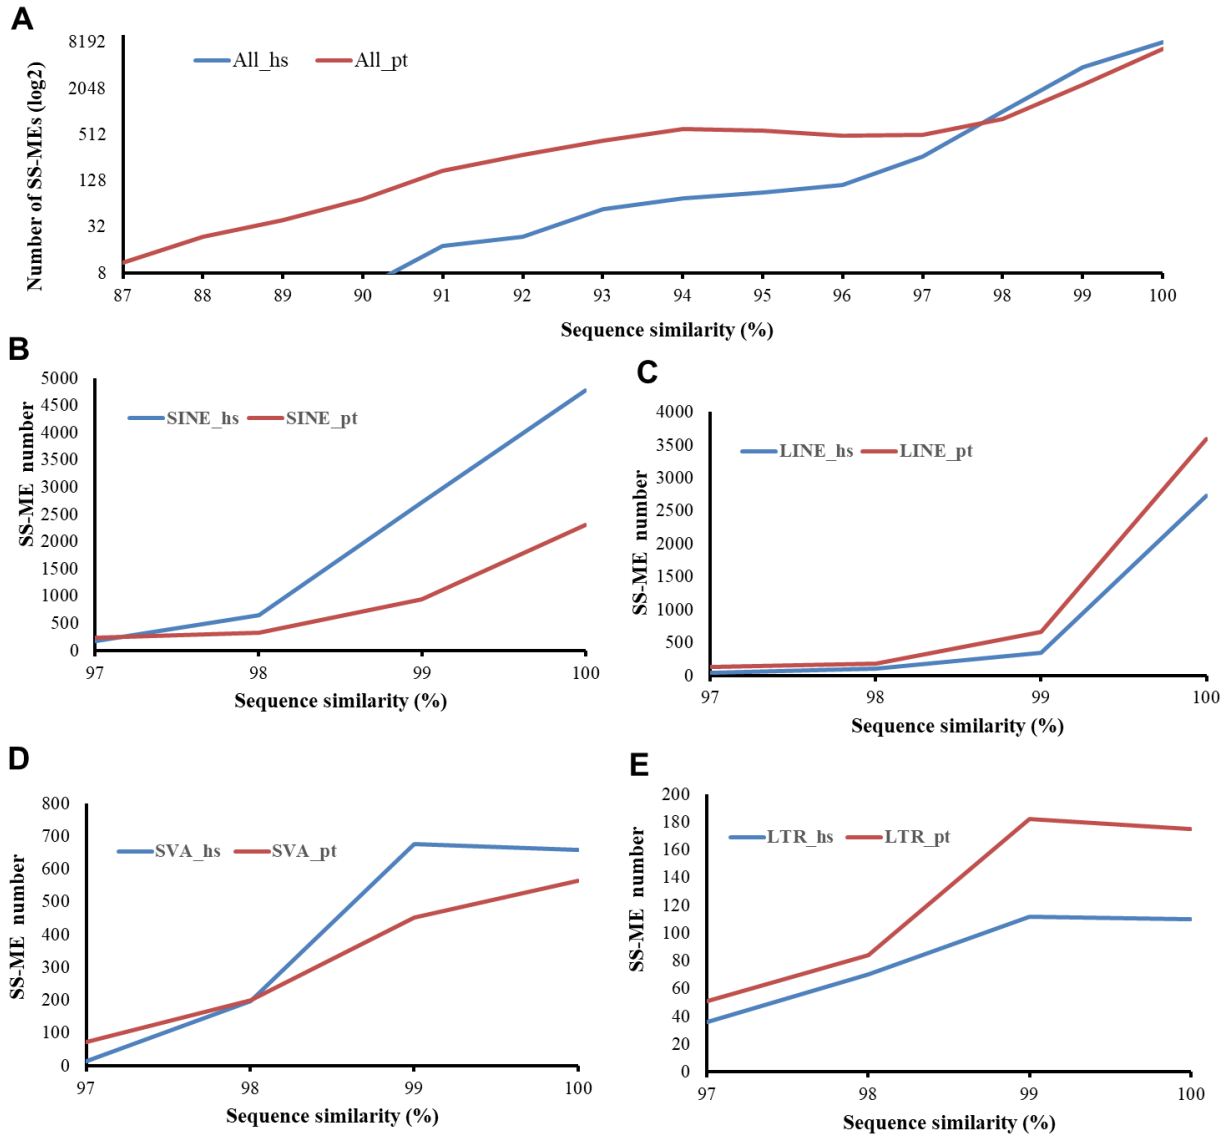 A
Number of SS-MEs (log2)
8192
2048
512
128
32
8
All_hs All_pt
87 88 89 90 91 92 93 94 95 96 97 98 99 100
Sequence similarity (%)
B
SS-ME number
5000
4500
4000
3500
3000
2500
2000
1500
1000
500
0
SINE_hs SINE_pt
97 98 99 100
Sequence similarity (%)
C
SS-ME number
4000
3500
3000
2500
2000
1500
1000
500
0
LINE_hs LINE_pt
97 98 99 100
Sequence similarity (%)
D
SS-ME number
800
700
600
500
400
300
200
100
0
SVA_hs SVA_pt
97 98 99 100
Sequence similarity (%)
E
SS-ME number
200
180
160
140
120
100
80
60
40
20
0
LTR_hs LTR_pt
97 98 99 100
Sequence similarity (%)